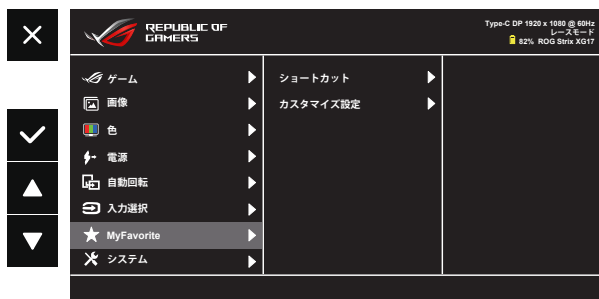 REPUBLIC OF
GAMERS
Type-C DP 1920 x 1080 @ 60Hz
レースモード
82% ROG Strix XG17
ゲーム
画像
色
電源
自動回転
入力選択
MyFavorite
システム
ショートカット
カスタマイズ設定